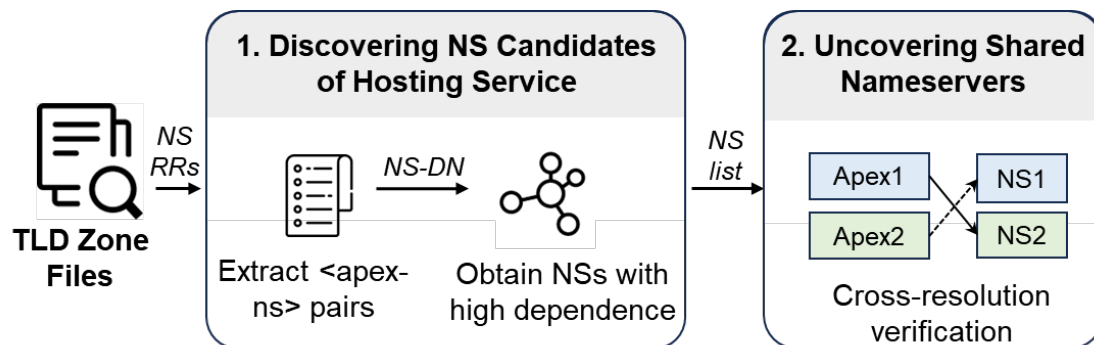 TLD Zone
Files
NS
RRs
1. Discovering NS Candidates
of Hosting Service
NS-DN
Extract <apex-
ns> pairs
Obtain NSs with
high dependence
NS
list
2. Uncovering Shared
Nameservers
Apex1
NS1
Apex2
NS2
Cross-resolution
verification